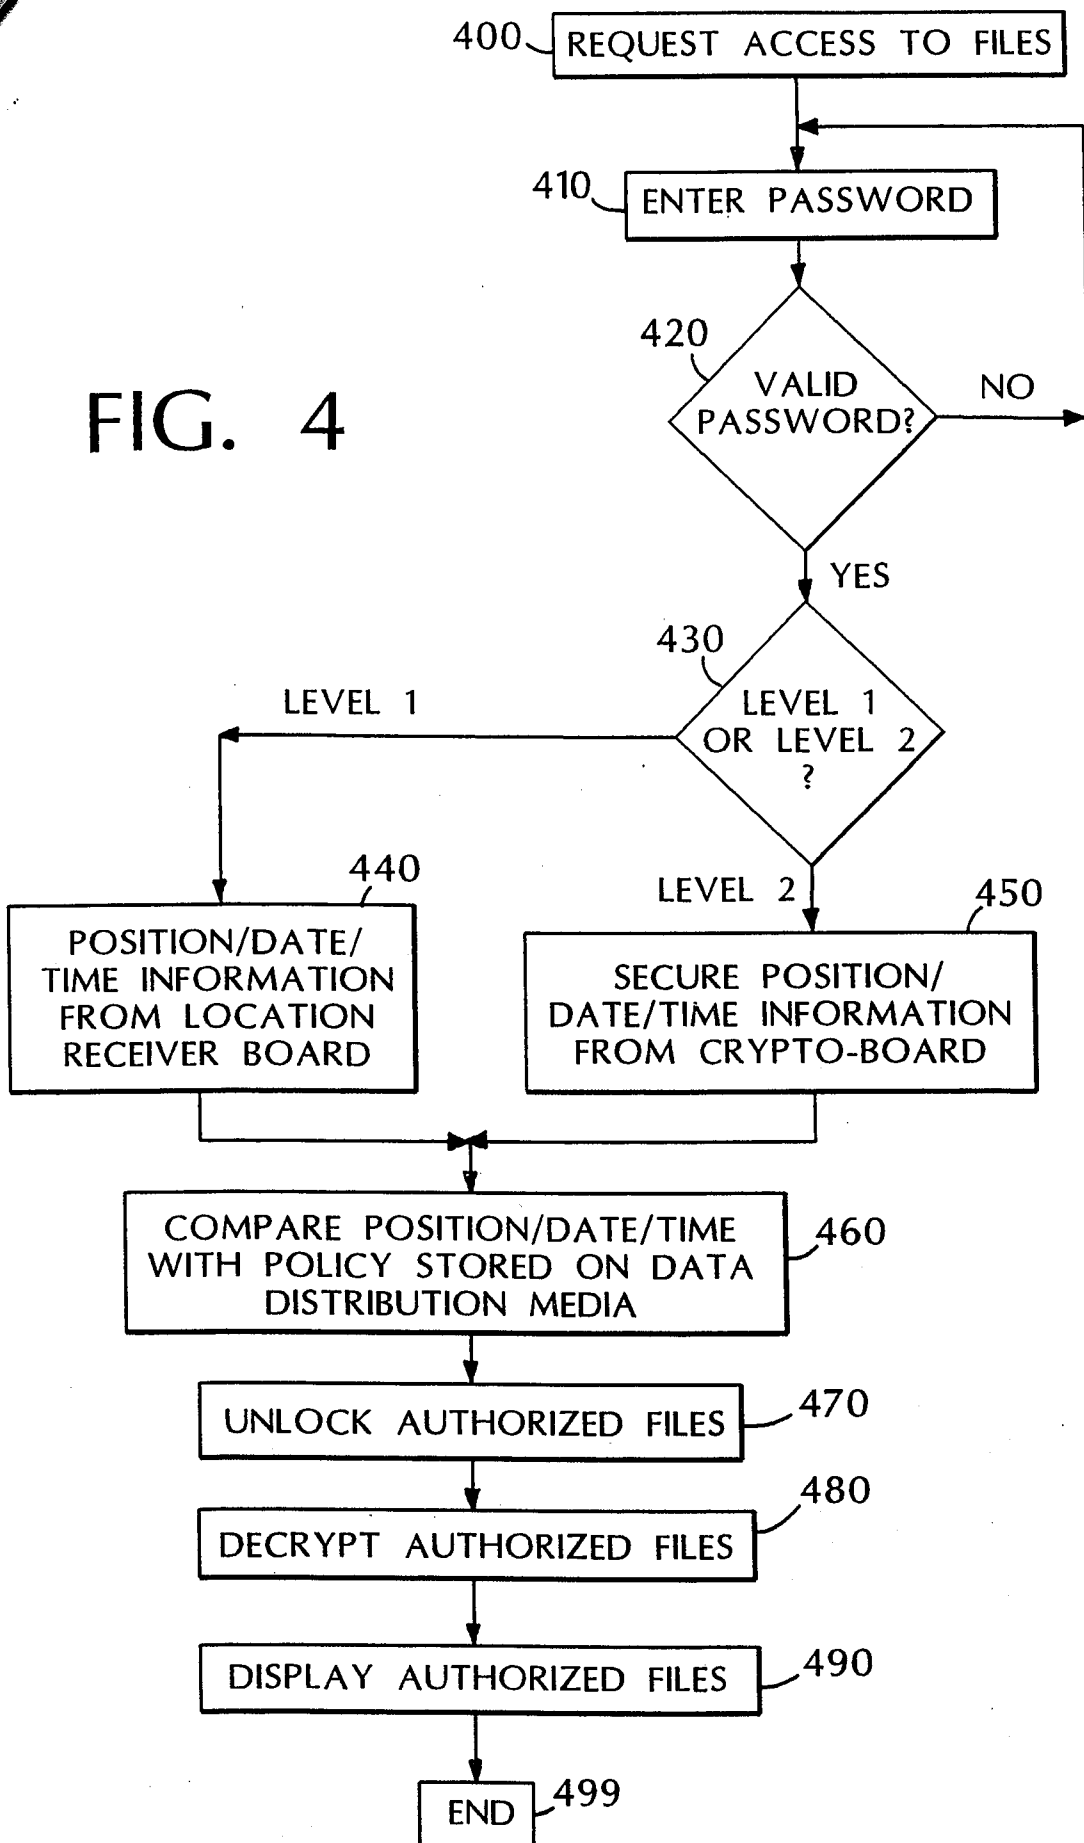 400
REQUEST ACCESS TO FILES
410
ENTER PASSWORD
420
VALID
PASSWORD?
NO
FIG. 4
YES
430
LEVEL 1
OR LEVEL 2
?
LEVEL 1
LEVEL 2
440
POSITION/DATE/
TIME INFORMATION
FROM LOCATION
RECEIVER BOARD
450
SECURE POSITION/
DATE/TIME INFORMATION
FROM CRYPTO-BOARD
COMPARE POSITION/DATE/TIME
WITH POLICY STORED ON DATA
DISTRIBUTION MEDIA
460
UNLOCK AUTHORIZED FILES
470
DECRYPT AUTHORIZED FILES
480
DISPLAY AUTHORIZED FILES
490
END
499